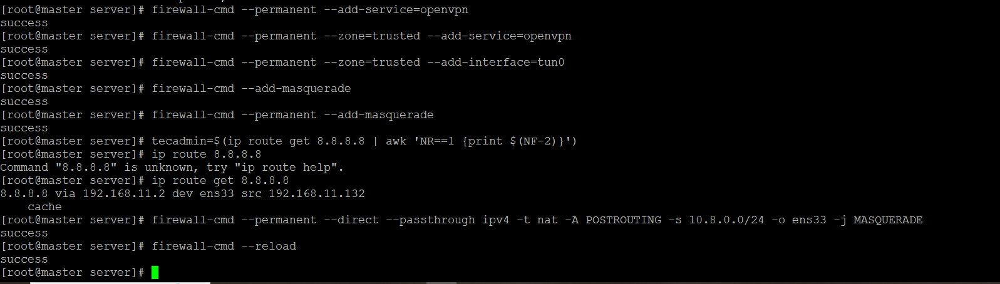 [root@master server]# firewall-cmd --permanent --add-service=openvpn
success
[root@master server]# firewall-cmd --permanent --zone=trusted --add-service=openvpn
success
[root@master server]# firewall-cmd --permanent --zone=trusted --add-interface=tun0
success
[root@master server]# firewall-cmd --add-masquerade
success
[root@master server]# firewall-cmd --permanent --add-masquerade
success
[root@master server]# tecadmin=$(ip route get 8.8.8.8 | awk 'NR==1 {print $(NF-2)}')
[root@master server]# ip route 8.8.8.8
Command "8.8.8.8" is unknown, try "ip route help".
[root@master server]# ip route get 8.8.8.8
8.8.8.8 via 192.168.11.2 dev ens33 src 192.168.11.132
    cache
[root@master server]# firewall-cmd --permanent --direct --passthrough ipv4 -t nat -A POSTROUTING -s 10.8.0.0/24 -o ens33 -j MASQUERADE
success
[root@master server]# firewall-cmd --reload
success
[root@master server]#